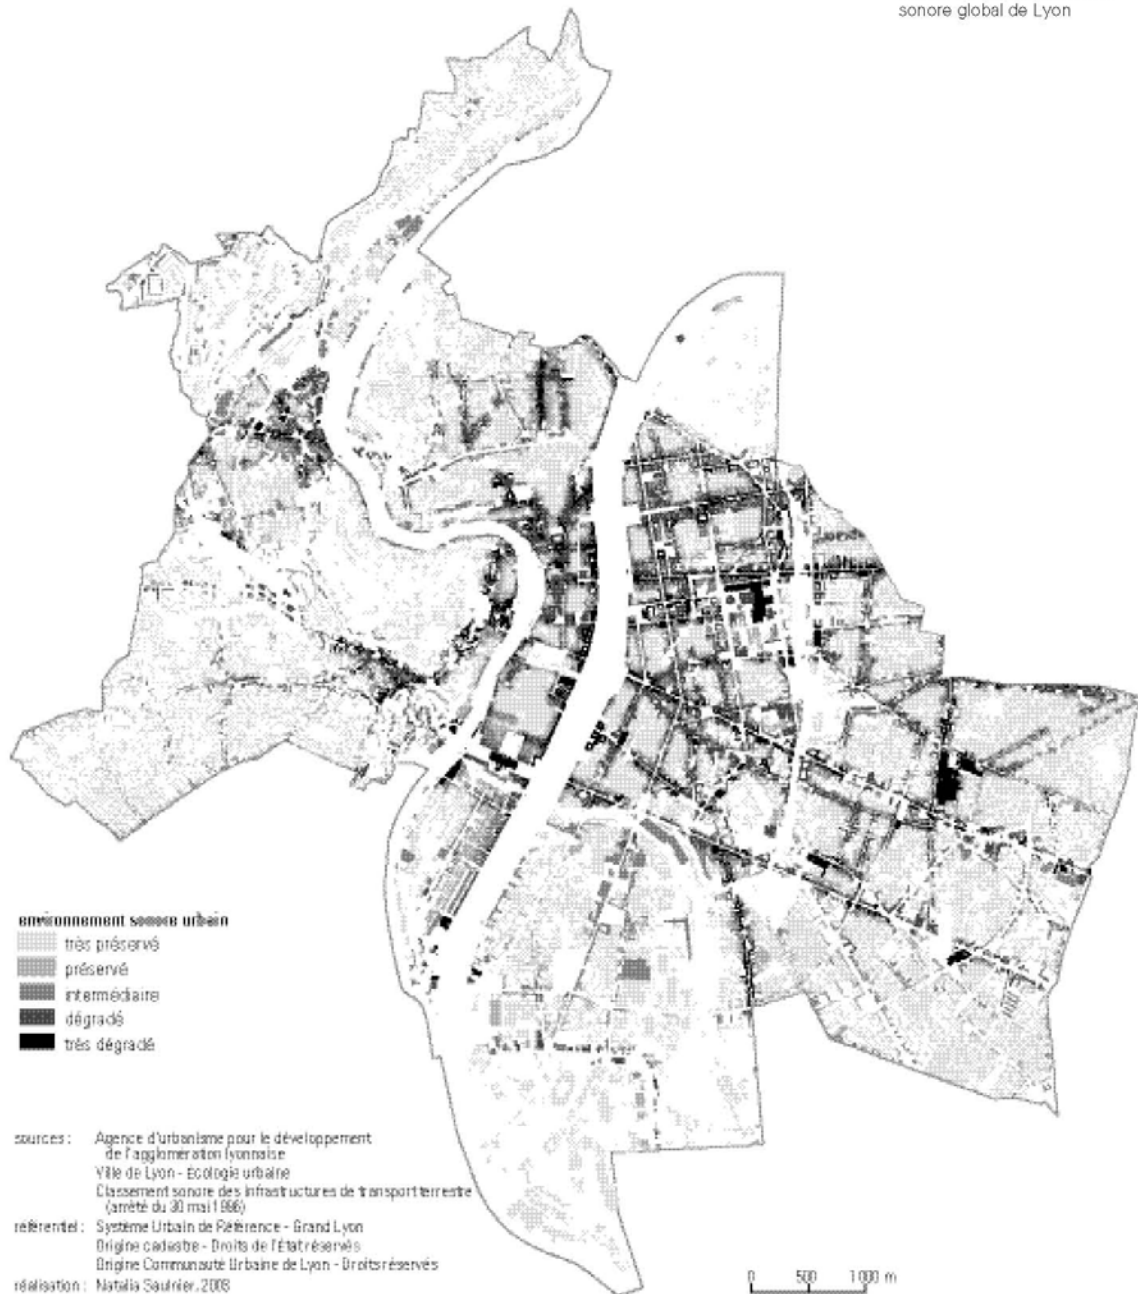 sonore global de Lyon
environnement sonore urbain
très préservé
préservé
intermédiaire
dégradé
très dégradé
sources : Agence d'urbanisme pour le développement
de l'agglomération lyonnaise
Ville de Lyon - Écologie urbaine
Classement sonore des infrastructures de transport terrestre
(arrêté du 30 mai 1996)
référentiel : Système Urbain de Référence - Grand Lyon
Origine cadastre - Droits de l'État réservés
Origine Communauté Urbaine de Lyon - Droits réservés
réalisation : Natalia Saulnier, 2008
0 500 1 000 m